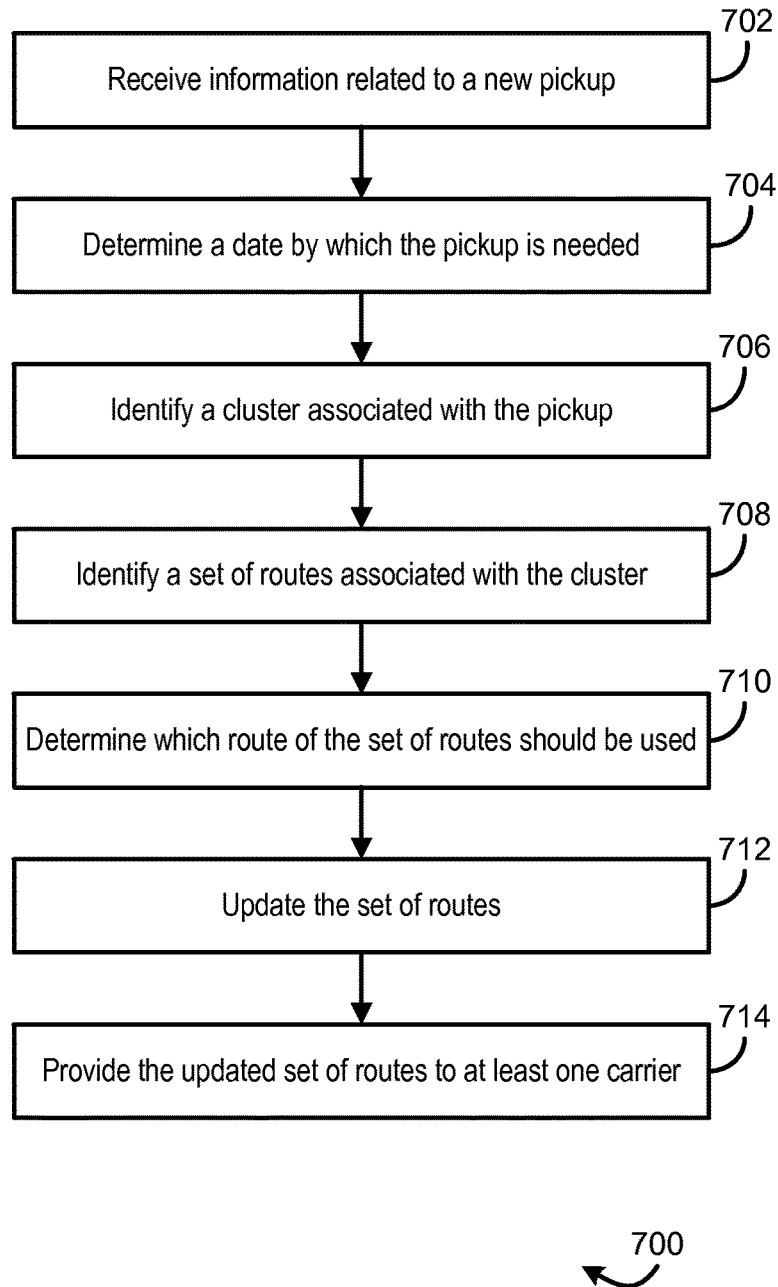 702
Receive information related to a new pickup
704
Determine a date by which the pickup is needed
706
Identify a cluster associated with the pickup
708
Identify a set of routes associated with the cluster
710
Determine which route of the set of routes should be used
712
Update the set of routes
714
Provide the updated set of routes to at least one carrier
700